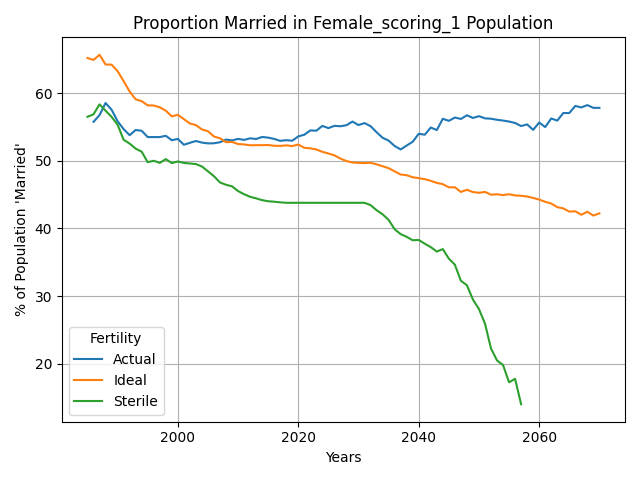 Proportion Married in Female_scoring_1 Population
% of Population 'Married'
60
50
40
30
20
Fertility
Actual
Ideal
Sterile
2000 2020 2040 2060
Years